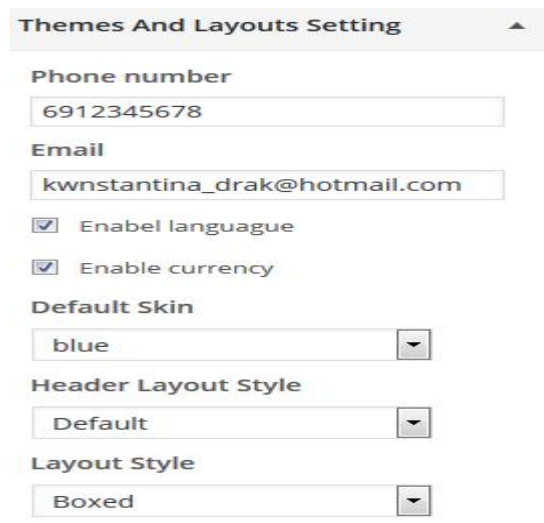 Themes And Layouts Setting
Phone number
6912345678
Email
kwnstantina_drak@hotmail.com
Enabel languague
Enable currency
Default Skin
blue
Header Layout Style
Default
Layout Style
Boxed